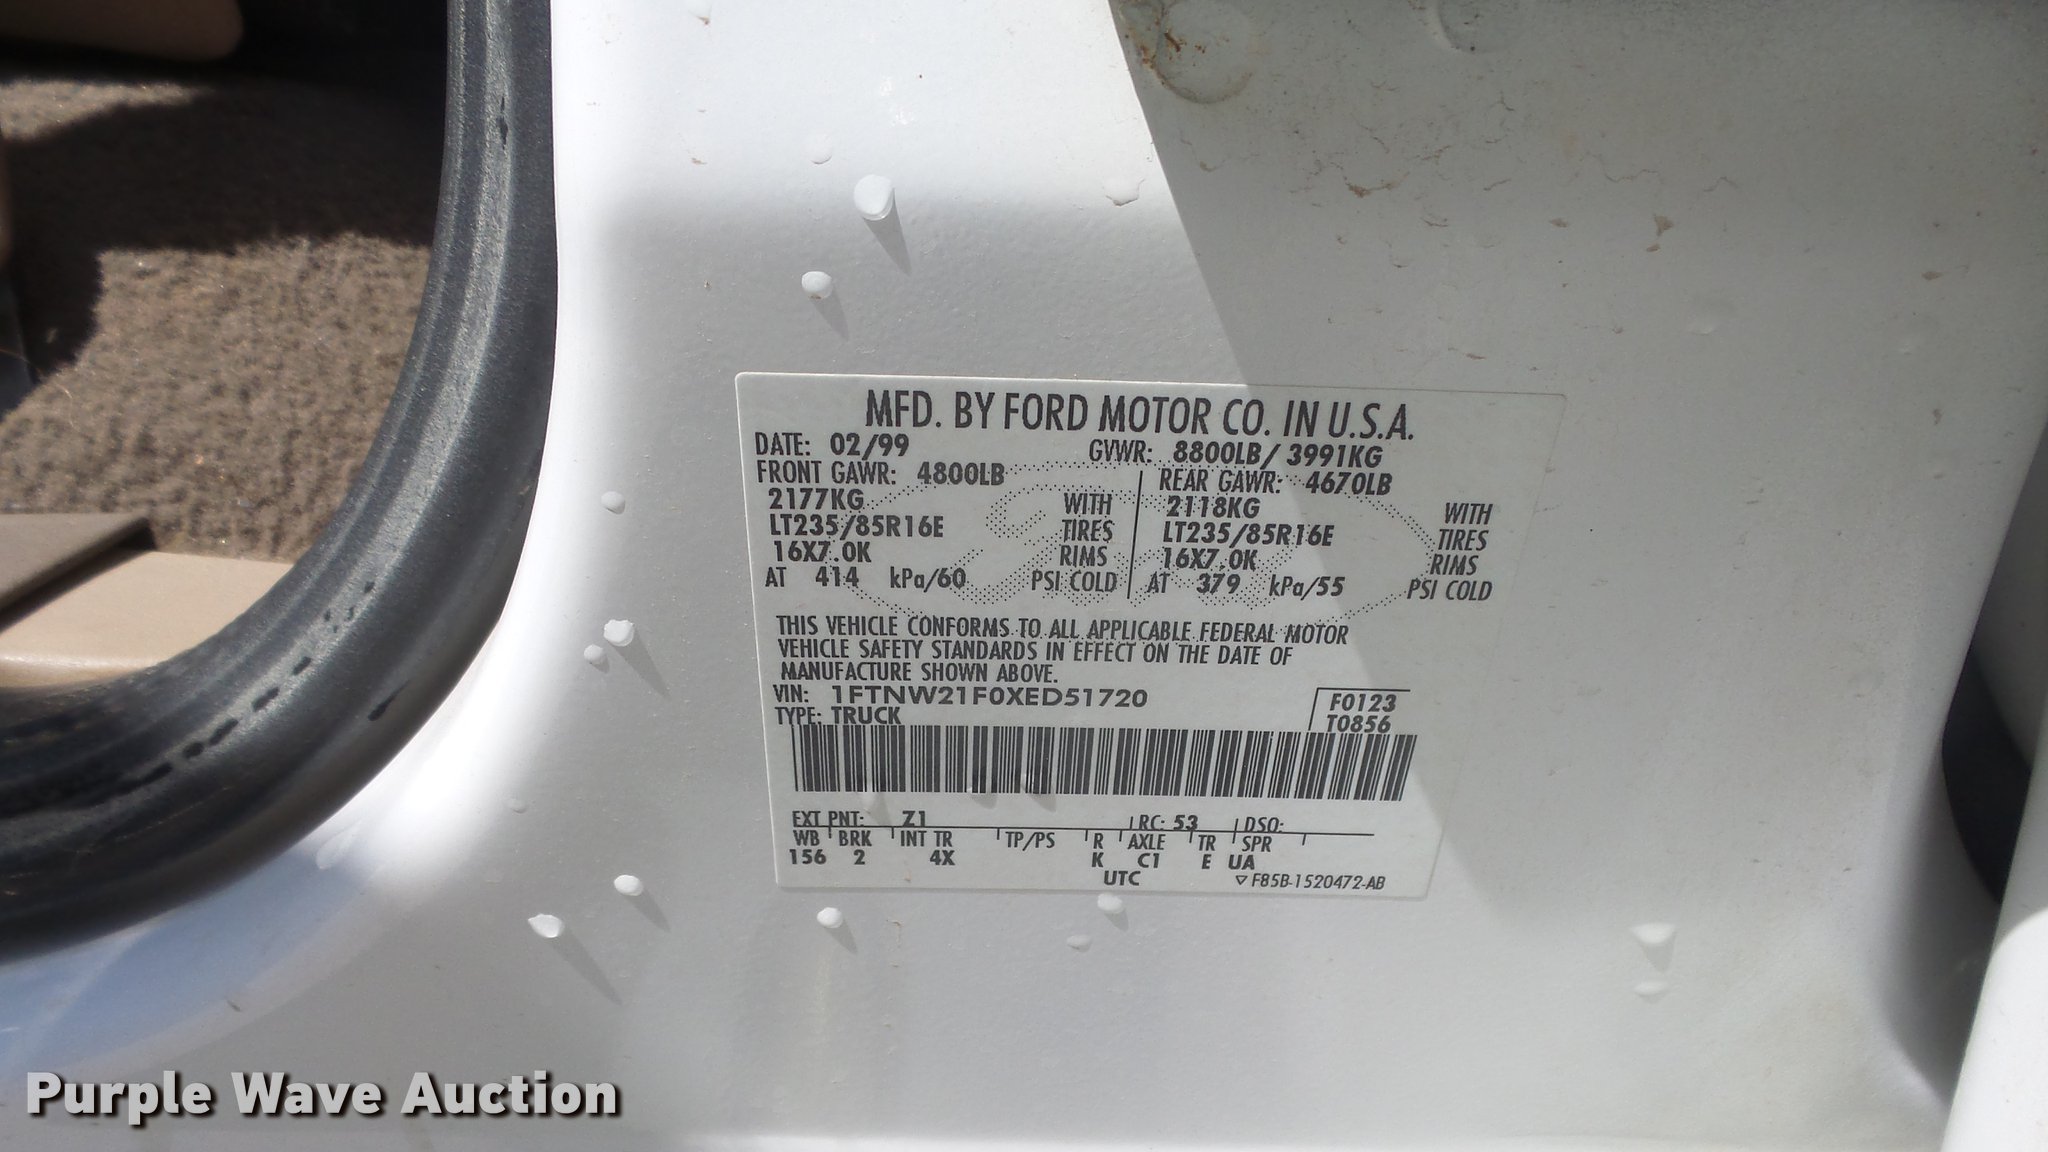 MFD. BY FORD MOTOR CO. IN U.S.A.
DATE: 02/99 GVWR: 8800LB/ 3991KG
FRONT GAWR: 4800LB REAR GAWR: 4670LB
2177KG WITH 2118KG WITH
LT235/85R16E TIRES LT235/85R16E TIRES
16X7.0K RIMS 16X7.0K RIMS
AT 414 kPa/60 PSI COLD AT 379 kPa/55 PSI COLD
THIS VEHICLE CONFORMS TO ALL APPLICABLE FEDERAL MOTOR
VEHICLE SAFETY STANDARDS IN EFFECT ON THE DATE OF
MANUFACTURE SHOWN ABOVE.
VIN: 1FTNW21F0XED51720 F0123
TYPE: TRUCK T0856
EXT PNT: Z1 RC: 53 DSO:
WB BRK INT TR TP/PS R AXLE TR SPR
156 2 4X K C1 E UA
UTC ▽ F85B-1520472-AB
Purple Wave Auction